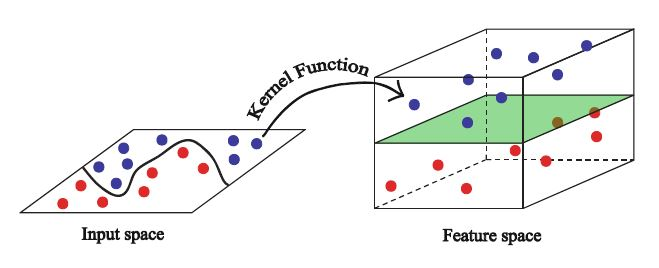 Kernel Function
Input space
Feature space